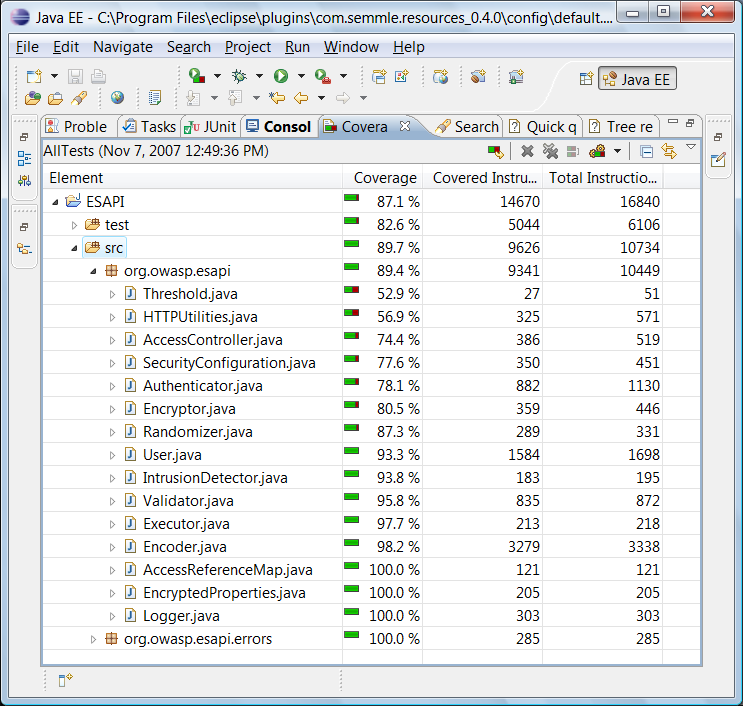 Java EE - C:\Program Files\eclipse\plugins\com.semmle.resources_0.4.0\config\default....
File Edit Navigate Search Project Run Window Help
Java EE
Proble Tasks JUnit Consol Covera Search Quick q Tree re
AllTests (Nov 7, 2007 12:49:36 PM)
Element Coverage Covered Instru... Total Instructio...
ESAPI 87.1 % 14670 16840
test 82.6 % 5044 6106
src 89.7 % 9626 10734
org.owasp.esapi 89.4 % 9341 10449
Threshold.java 52.9 % 27 51
HTTPUtilities.java 56.9 % 325 571
AccessController.java 74.4 % 386 519
SecurityConfiguration.java 77.6 % 350 451
Authenticator.java 78.1 % 882 1130
Encryptor.java 80.5 % 359 446
Randomizer.java 87.3 % 289 331
User.java 93.3 % 1584 1698
IntrusionDetector.java 93.8 % 183 195
Validator.java 95.8 % 835 872
Executor.java 97.7 % 213 218
Encoder.java 98.2 % 3279 3338
AccessReferenceMap.java 100.0 % 121 121
EncryptedProperties.java 100.0 % 205 205
Logger.java 100.0 % 303 303
org.owasp.esapi.errors 100.0 % 285 285